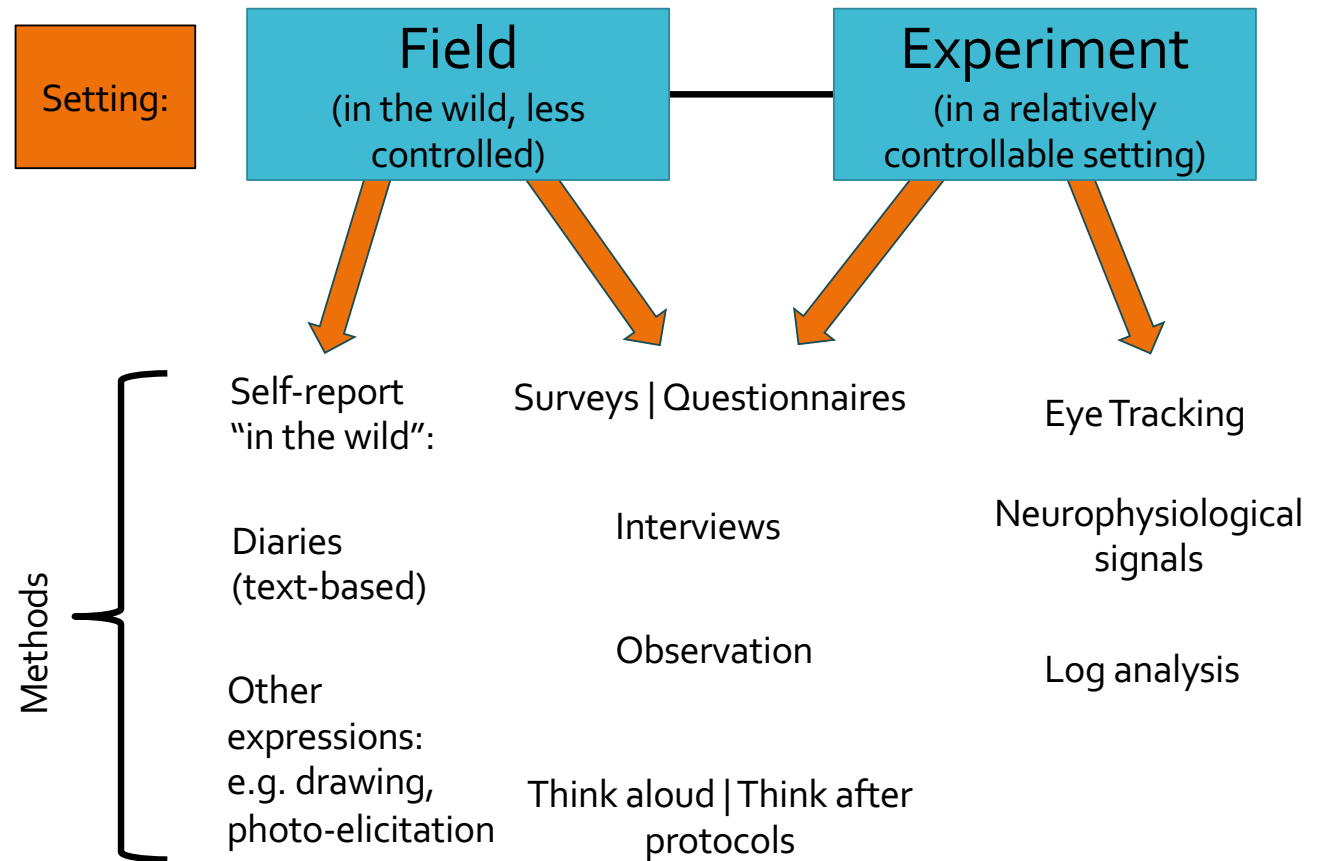 Setting:
Field
(in the wild, less
controlled)
Experiment
(in a relatively
controllable setting)
Methods
Self-report
“in the wild”:
Diaries
(text-based)
Other
expressions:
e.g. drawing,
photo-elicitation
Surveys | Questionnaires
Interviews
Observation
Think aloud | Think after
protocols
Eye Tracking
Neurophysiological
signals
Log analysis